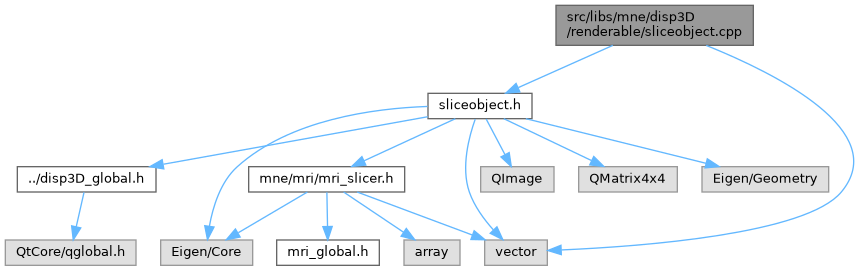 src/libs/mne/disp3D
/renderable/sliceobject.cpp
sliceobject.h
../disp3D_global.h
mne/mri/mri_slicer.h
QImage
QMatrix4x4
Eigen/Geometry
QtCore/qglobal.h
Eigen/Core
mri_global.h
array
vector